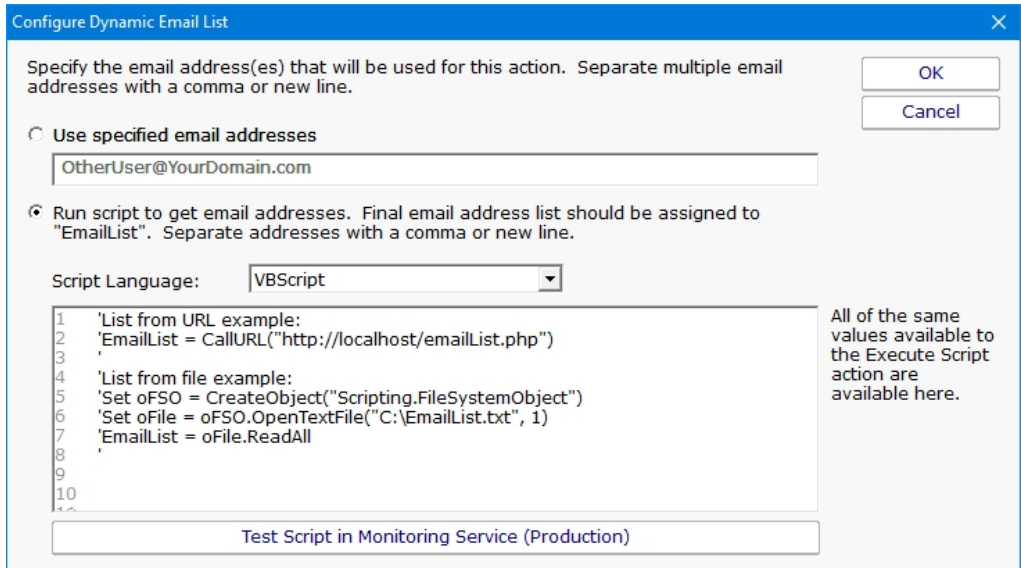 Configure Dynamic Email List
Specify the email address(es) that will be used for this action.  Separate multiple email
addresses with a comma or new line.
OK
Cancel
Use specified email addresses
OtherUser@YourDomain.com
Run script to get email addresses.  Final email address list should be assigned to
"EmailList".  Separate addresses with a comma or new line.
Script Language:
VBScript
1 'List from URL example:
2 'EmailList = CallURL("http://localhost/emailList.php")
3 '
4 'List from file example:
5 'Set oFSO = CreateObject("Scripting.FileSystemObject")
6 'Set oFile = oFSO.OpenTextFile("C:\EmailList.txt", 1)
7 'EmailList = oFile.ReadAll
8 '
9
10
All of the same
values available to
the Execute Script
action are
available here.
Test Script in Monitoring Service (Production)